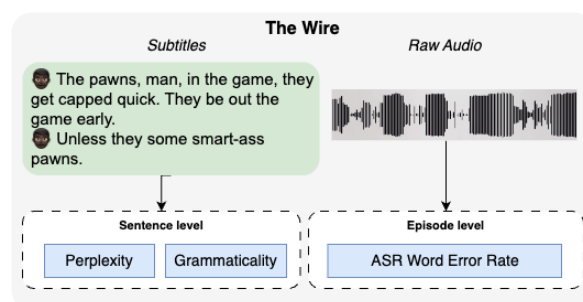 The Wire
Subtitles
Raw Audio
The pawns, man, in the game, they
get capped quick. They be out the
game early.
Unless they some smart-ass
pawns.
Sentence level
Episode level
Perplexity
Grammaticality
ASR Word Error Rate